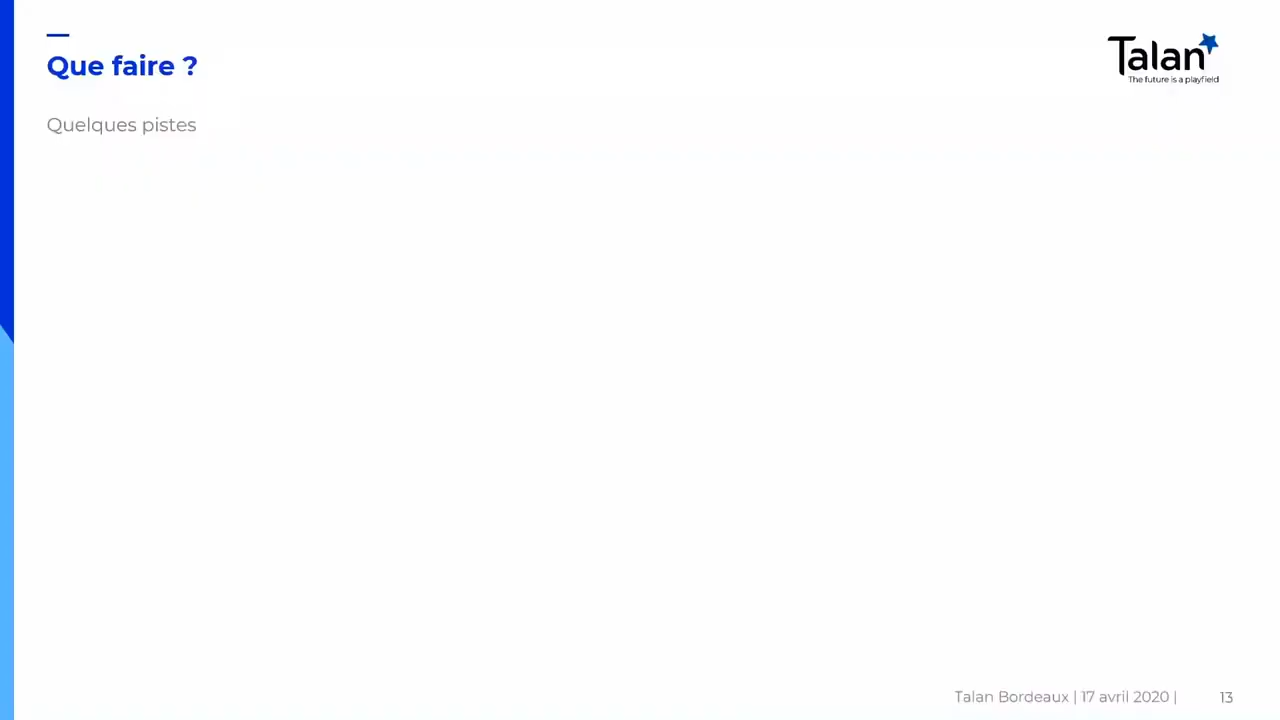 Que faire ?
Talan
The future is a playfield
Quelques pistes
Talan Bordeaux | 17 avril 2020 | 13